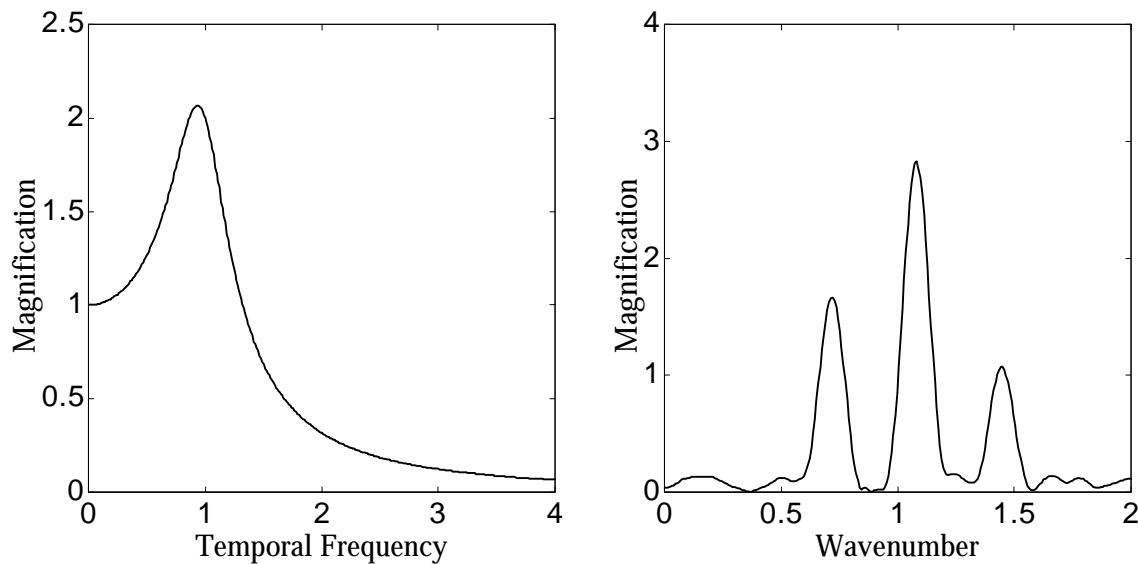 2.5
2
1.5
1
0.5
0
0 1 2 3 4
Magnification
Temporal Frequency
4
3
2
1
0
0 0.5 1 1.5 2
Magnification
Wavenumber